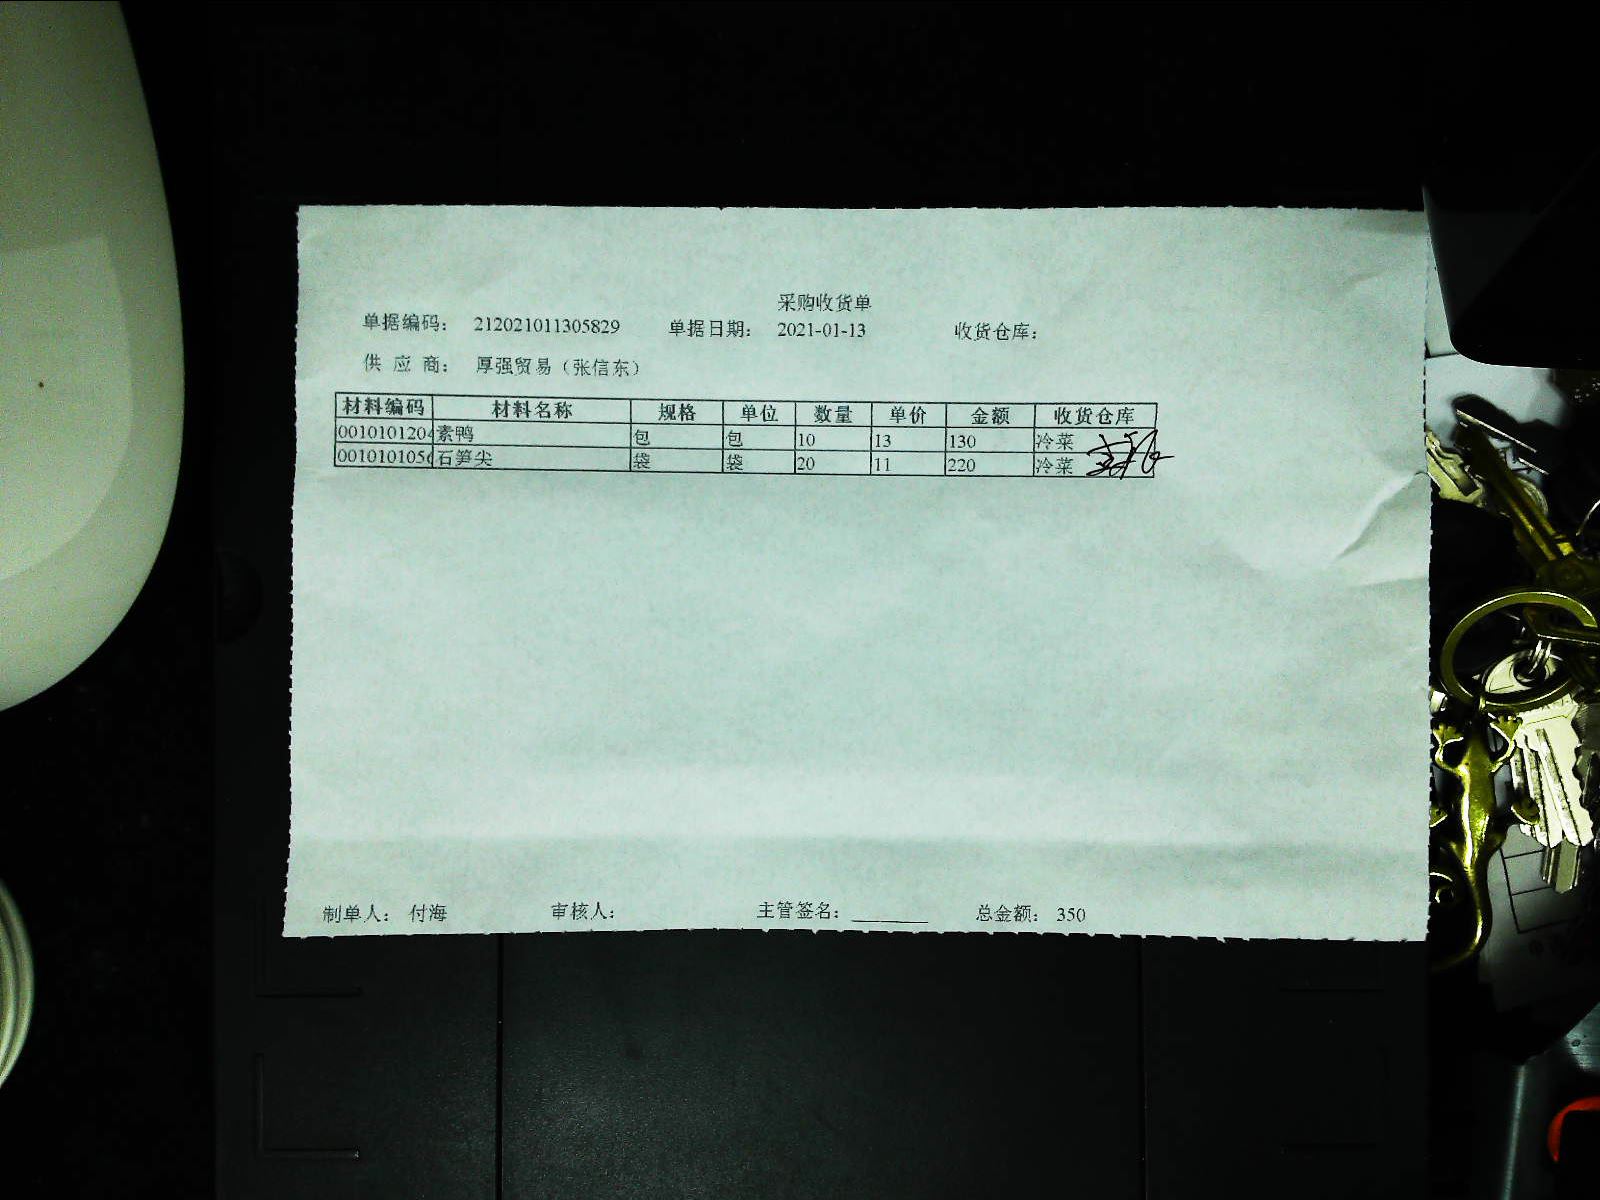 采购收货单
单据编码: 212021011305829 单据日期: 2021-01-13 收货仓库:
供 应 商: 厚强贸易（张信东）
材料编码 材料名称 规格 单位 数量 单价 金额 收货仓库
0010101204 素鸭 包 包 10 13 130 冷菜
001010105 石笋尖 袋 袋 20 11 220 冷菜
制单人: 付海 审核人: 主管签名: ________ 总金额: 350